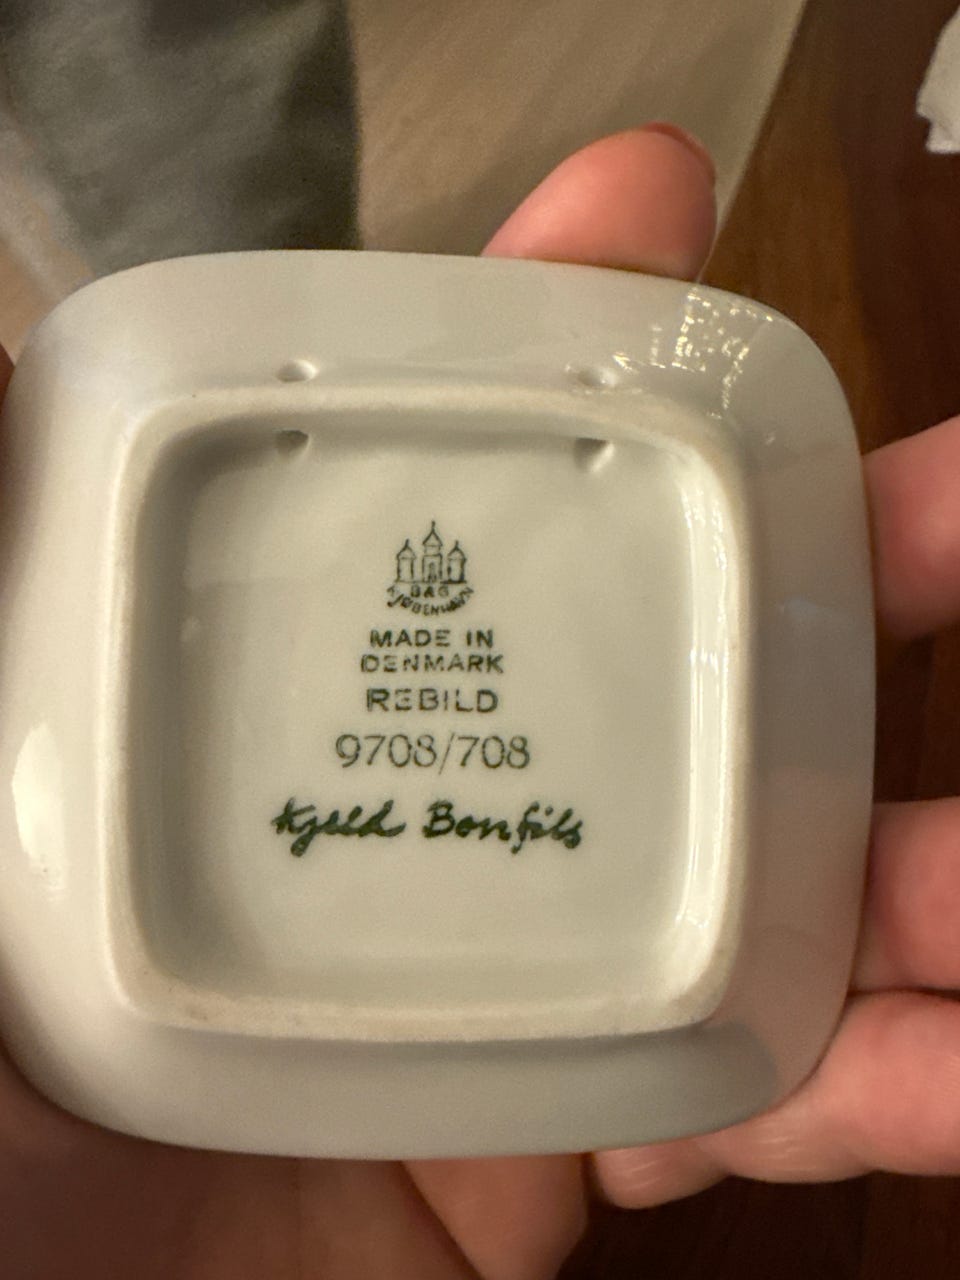 B&G
KJØBENHAVN
MADE IN
DENMARK
REBILD
9708/708
Kjeld Bonfils